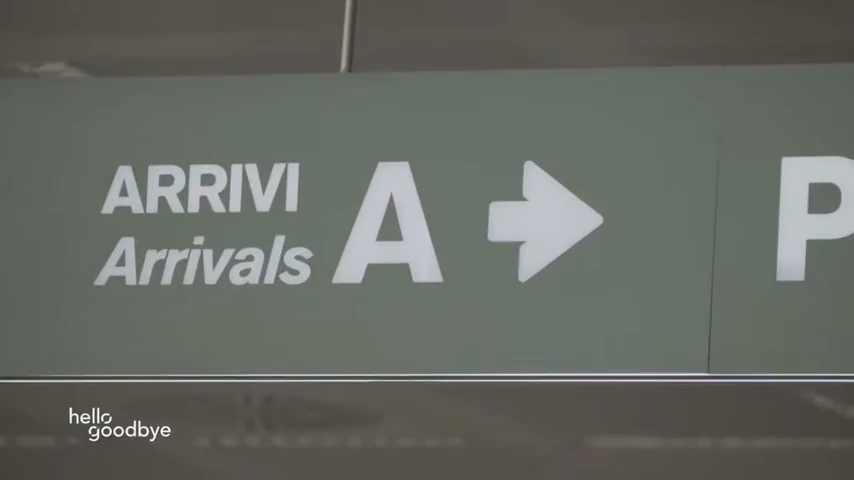 ARRIVI
Arrivals
A
P
hello
goodbye